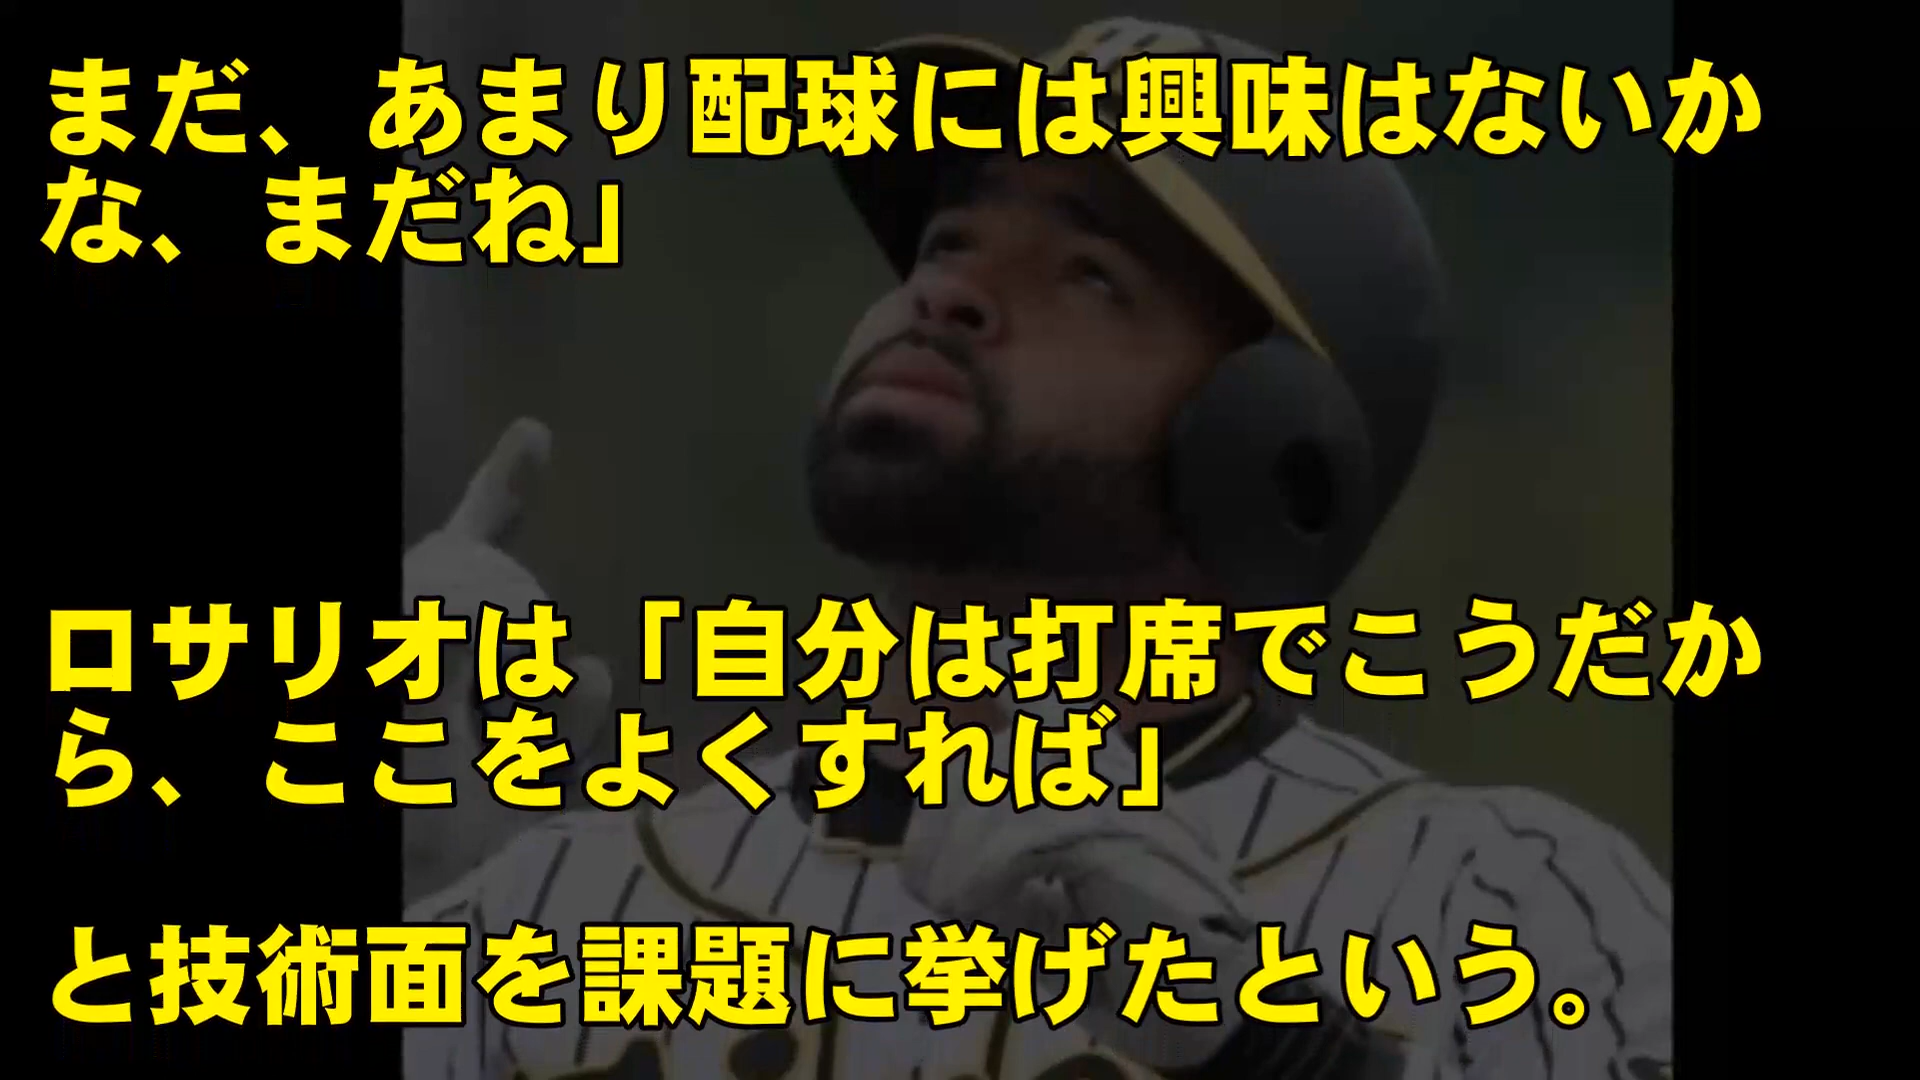 まだ、あまり配球には興味はないか
な、まだね」
ロサリオは「自分は打席でこうだか
ら、ここをよくすれば」
と技術面を課題に挙げたという。